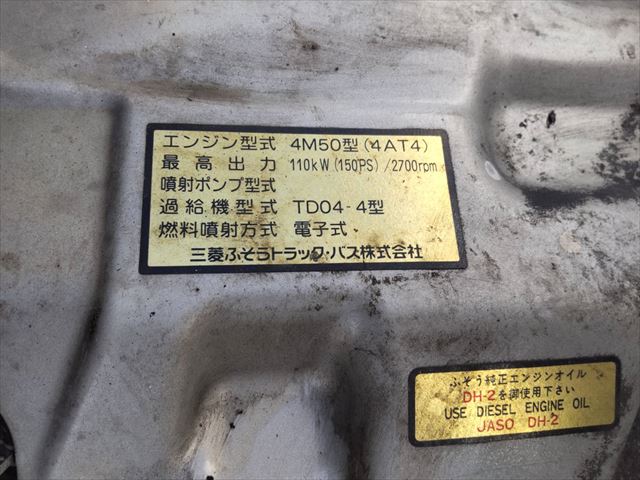 エンジン型式 4M50型(4AT4)
最高出力 110kW(150PS)/2700rpm
噴射ポンプ型式
過給機型式 TD04-4型
燃料噴射方式 電子式
三菱ふそうトラック・バス株式会社
ふそう純正エンジンオイル
DH-2を御使用下さい
USE DIESEL ENGINE OIL
JASO DH-2